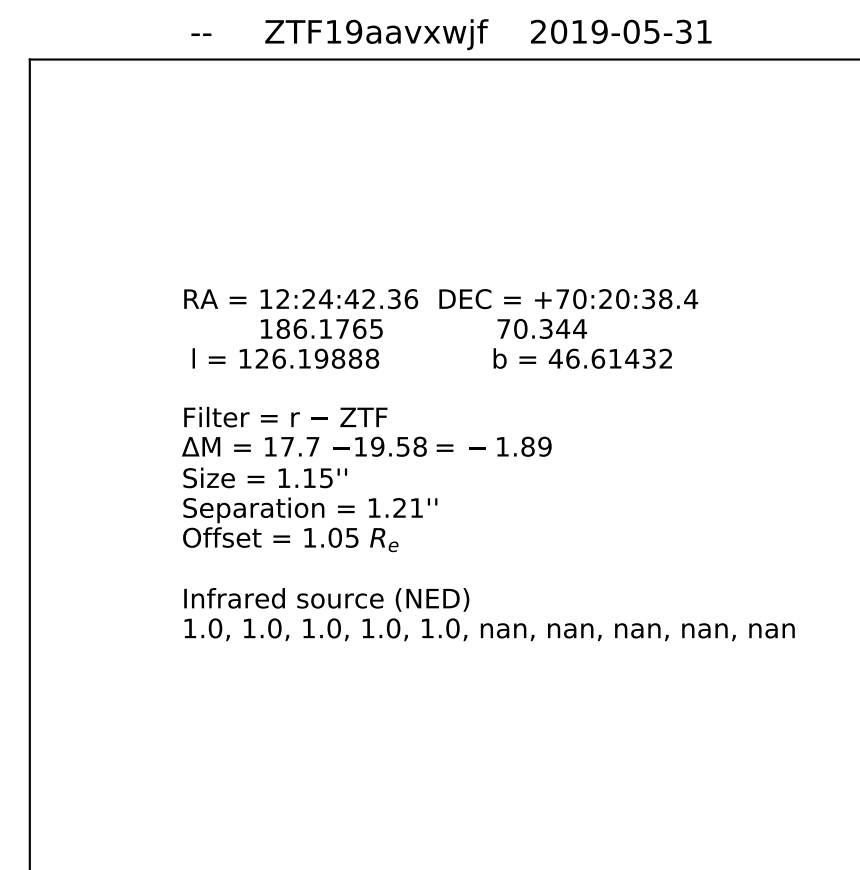 -- ZTF19aavxwjf 2019-05-31
RA = 12:24:42.36 DEC = +70:20:38.4
186.1765 70.344
l = 126.19888 b = 46.61432
Filter = r − ZTF
ΔM = 17.7 −19.58 = − 1.89
Size = 1.15''
Separation = 1.21''
Offset = 1.05 Rₑ
Infrared source (NED)
1.0, 1.0, 1.0, 1.0, 1.0, nan, nan, nan, nan, nan